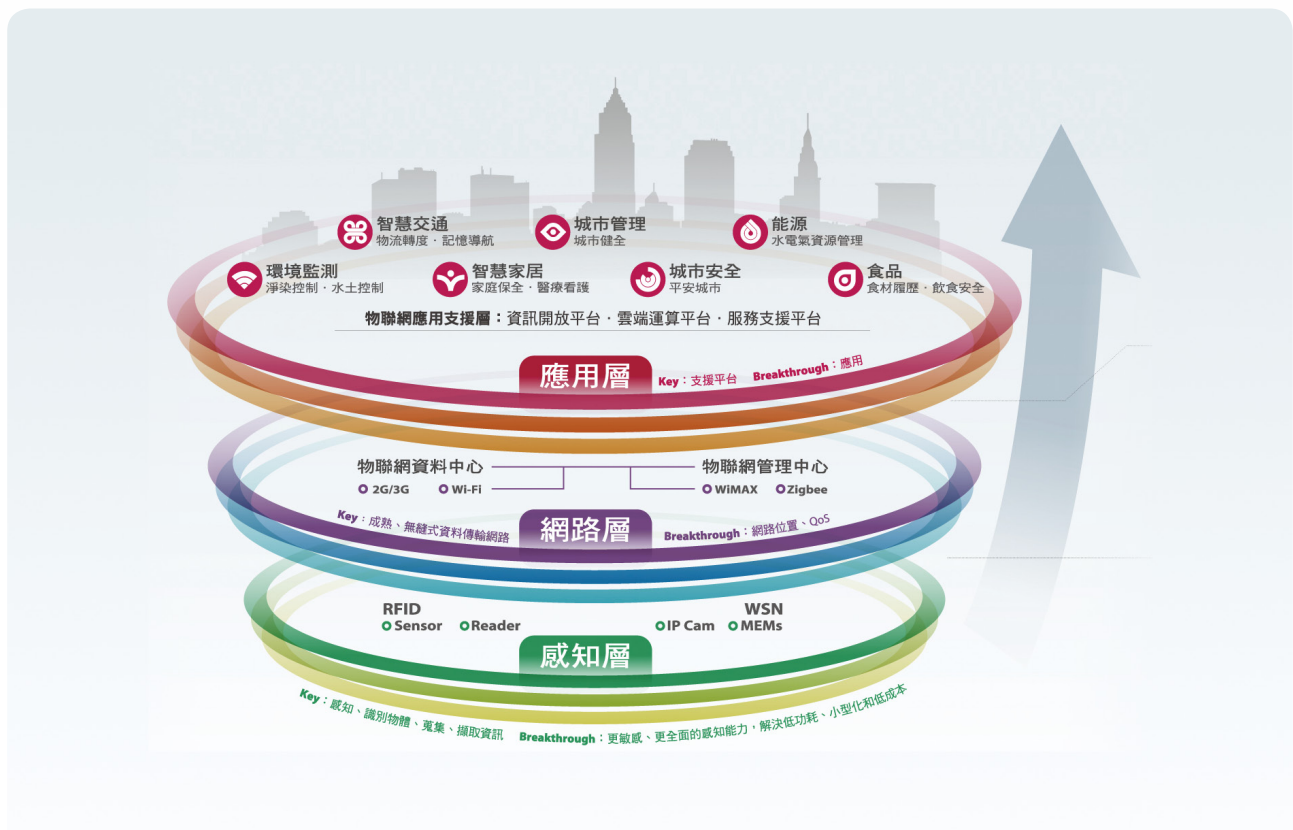 智慧交通
物流轉度・記憶導航
城市管理
城市健全
能源
水電氣資源管理
環境監測
淨染控制・水土控制
智慧家居
家庭保全・醫療看護
城市安全
平安城市
食品
食材履歷・飲食安全
物聯網應用支援層：資訊開放平台・雲端運算平台・服務支援平台
應用層
Key：支援平台 Breakthrough：應用
物聯網資料中心
物聯網管理中心
2G/3G Wi-Fi
WiMAX Zigbee
Key：成熟、無縫式資料傳輸網路
網路層
Breakthrough：網路位置、QoS
RFID
WSN
Sensor Reader
IP Cam MEMs
感知層
Key：感知、識別物體、蒐集、擷取資訊
Breakthrough：更敏感、更全面的感知能力，解決低功耗、小型化和低成本